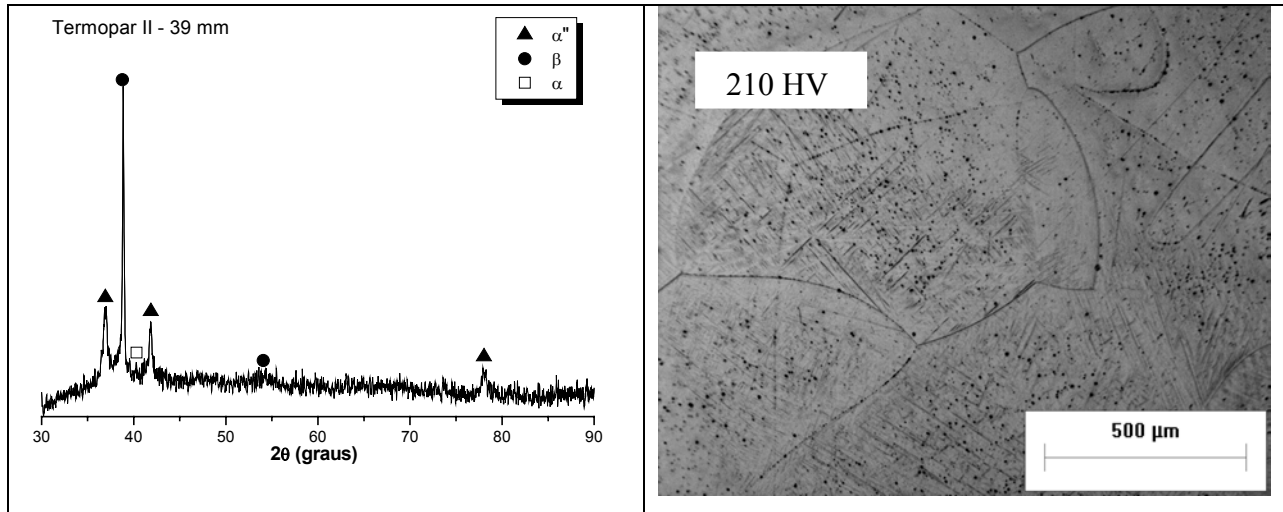 Termopar II - 39 mm
α"
β
α
30 40 50 60 70 80 90
2θ (graus)
210 HV
500 µm